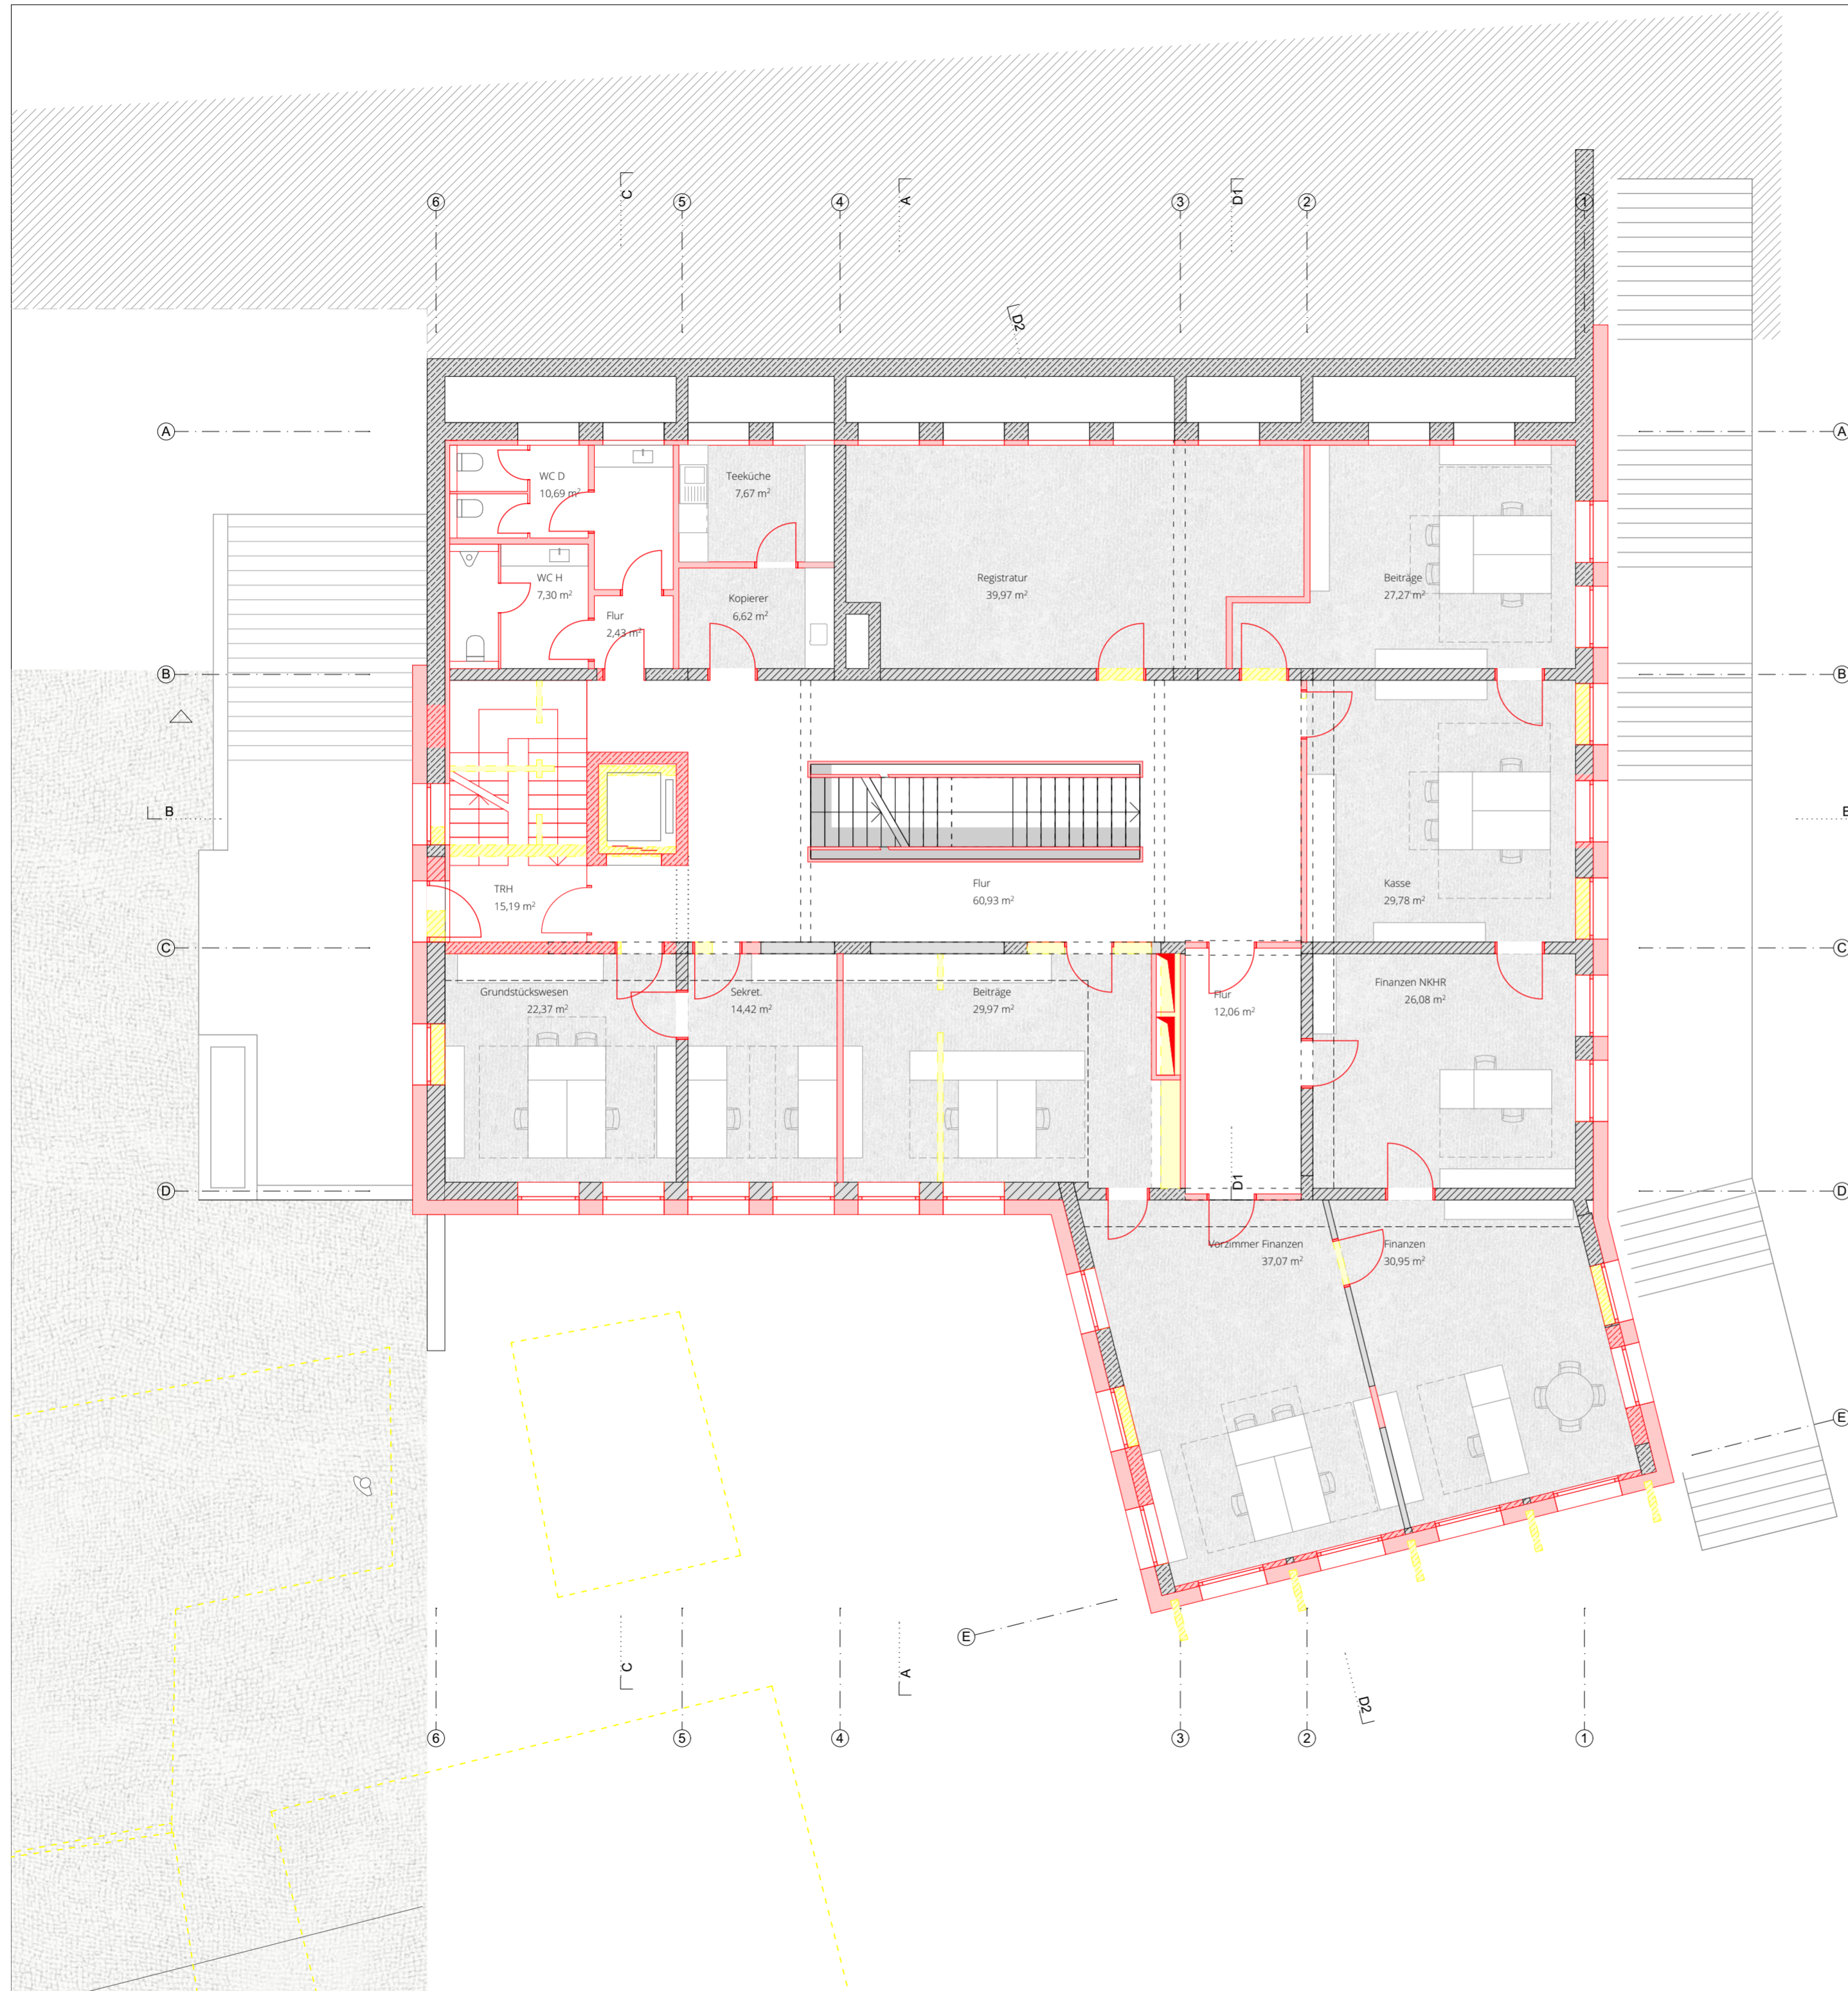 6
C
5
4
A
3
D1
2
1
D2
A
A
WC D
10,69 m²
Teeküche
7,67 m²
WC H
7,30 m²
Kopierer
6,62 m²
Flur
2,43 m²
Registratur
39,97 m²
Beiträge
27,27 m²
B
B
B
TRH
15,19 m²
Flur
60,93 m²
Kasse
29,78 m²
C
C
Grundstückswesen
22,37 m²
Sekret.
14,42 m²
Beiträge
29,97 m²
Flur
12,06 m²
Finanzen NKHR
26,08 m²
D
D1
D
Vorzimmer Finanzen
37,07 m²
Finanzen
30,95 m²
E
E
C
A
D2
6
5
4
3
2
1